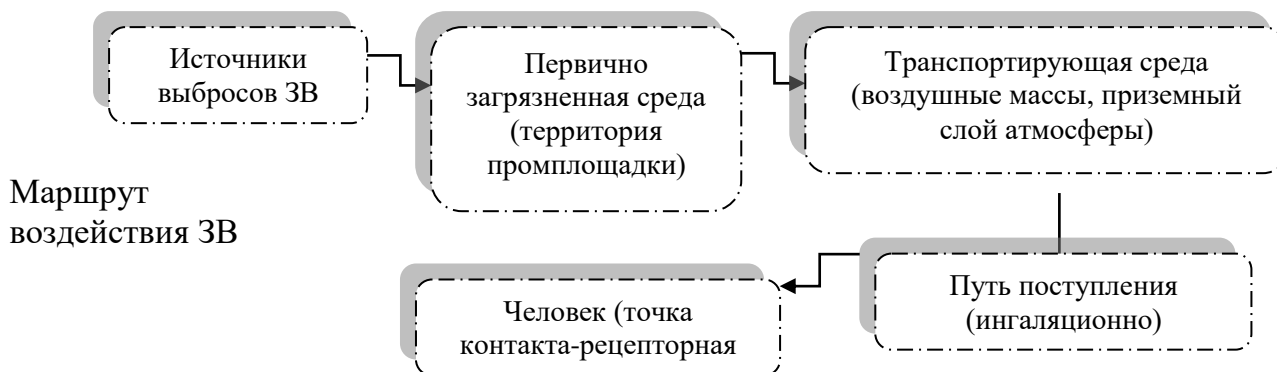 Источники
выбросов ЗВ
Первично
загрязненная среда
(территория
промплощадки)
Транспортирующая среда
(воздушные массы, приземный
слой атмосферы)
Маршрут
воздействия ЗВ
Путь поступления
(ингаляционно)
Человек (точка
контакта-рецепторная